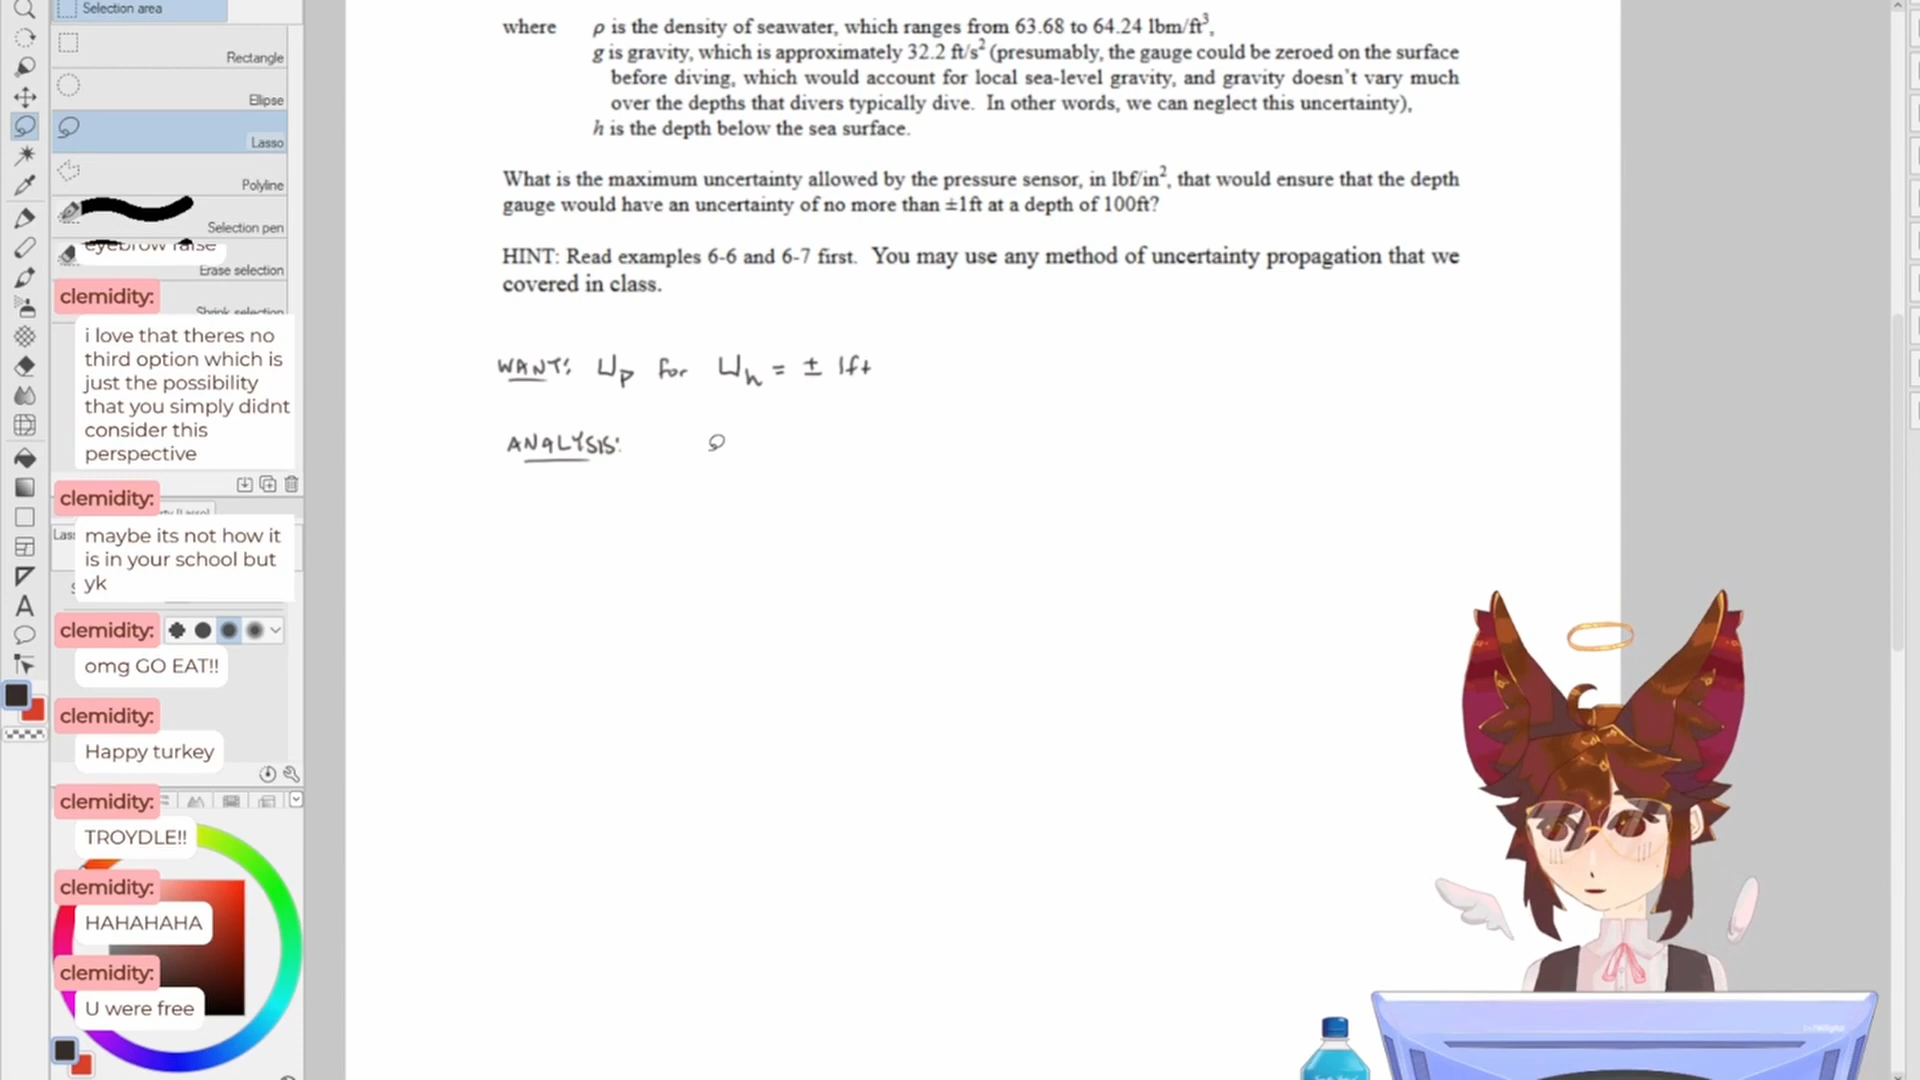 Selection area
Rectangle
Ellipse
Lasso
Polyline
Selection pen
eyebrow raise
Erase selection
clemidity:
Shrink selection
i love that theres no
third option which is
just the possibility
that you simply didnt
consider this
perspective
clemidity:
maybe its not how it
is in your school but
yk
clemidity:
omg GO EAT!!
clemidity:
Happy turkey
clemidity:
TROYDLE!!
clemidity:
HAHAHAHA
clemidity:
U were free
where ρ is the density of seawater, which ranges from 63.68 to 64.24 lbm/ft³,
g is gravity, which is approximately 32.2 ft/s² (presumably, the gauge could be zeroed on the surface
before diving, which would account for local sea-level gravity, and gravity doesn't vary much
over the depths that divers typically dive. In other words, we can neglect this uncertainty),
h is the depth below the sea surface.
What is the maximum uncertainty allowed by the pressure sensor, in lbf/in², that would ensure that the depth
gauge would have an uncertainty of no more than ±1ft at a depth of 100ft?
HINT: Read examples 6-6 and 6-7 first. You may use any method of uncertainty propagation that we
covered in class.
WANT: Up for Uh = ± 1ft
ANALYSIS: